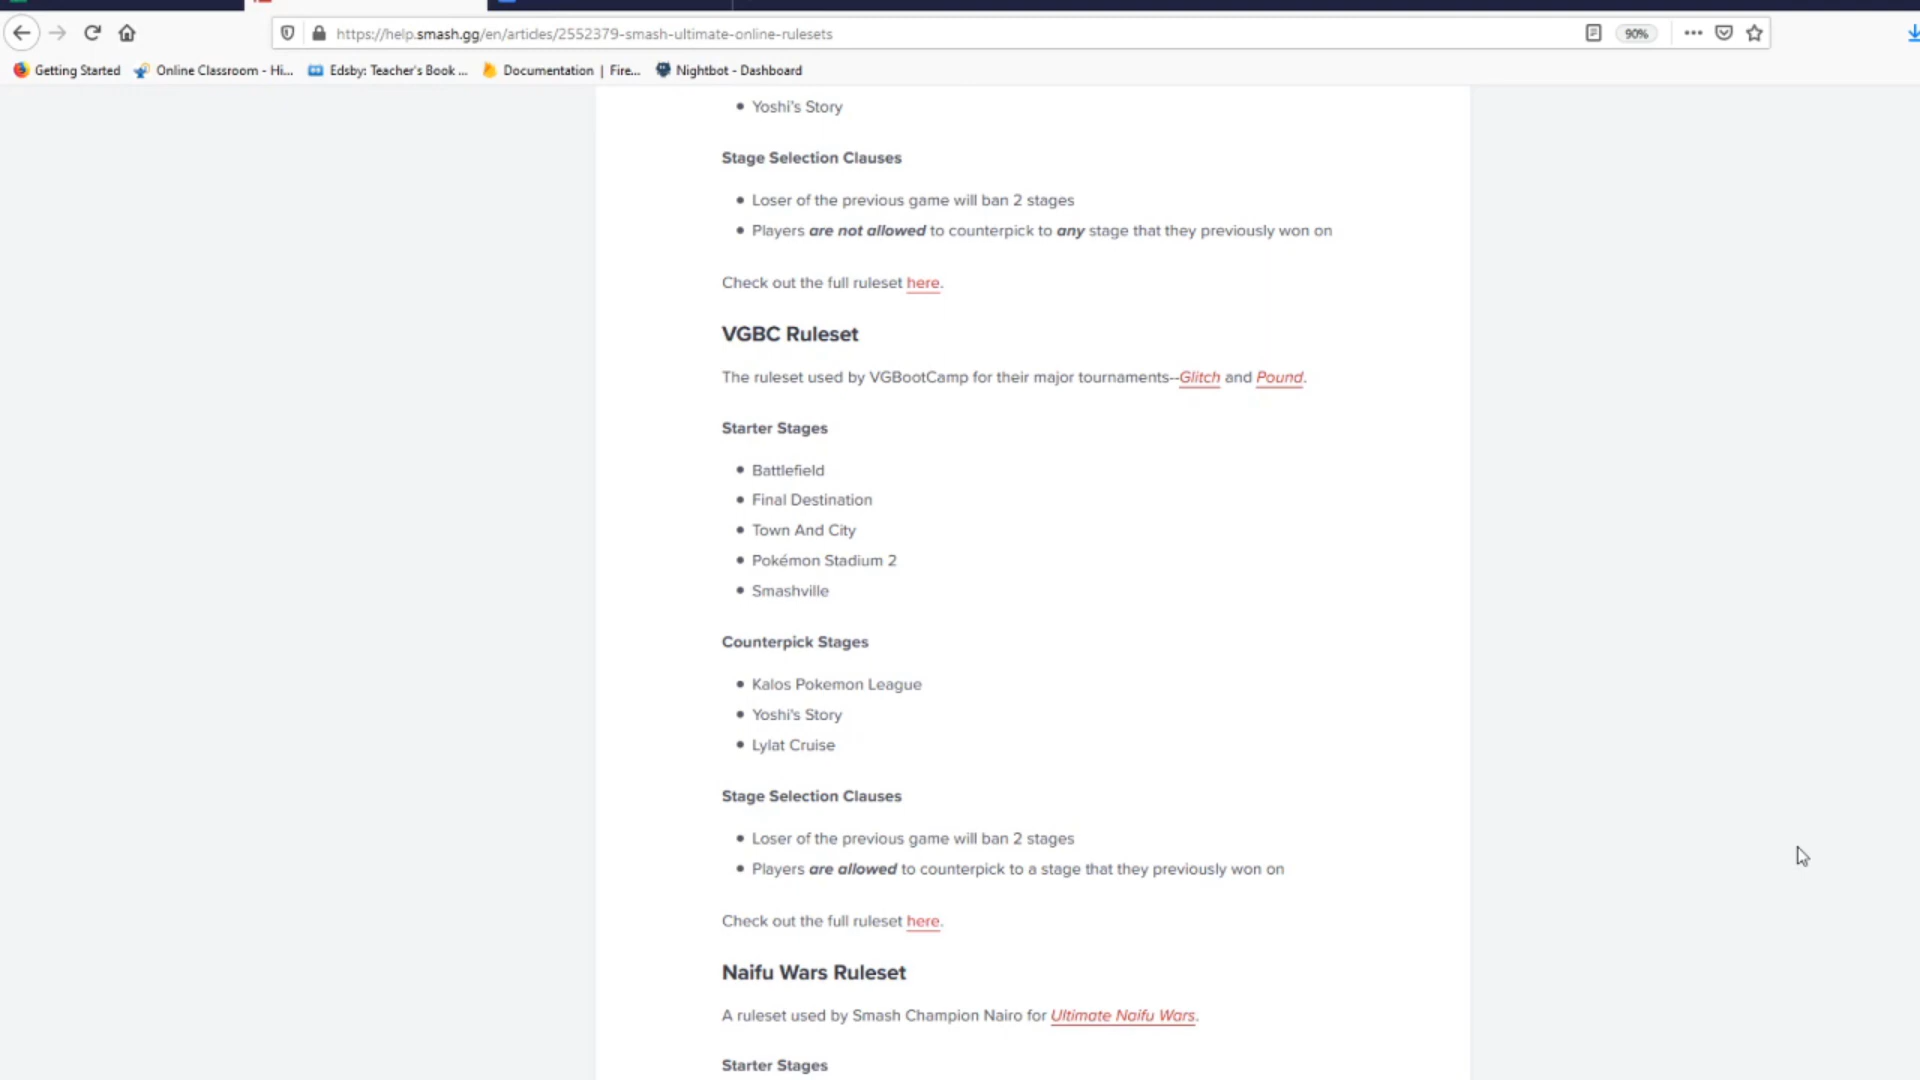 https://help.smash.gg/en/articles/2552379-smash-ultimate-online-rulesets
90%
Getting Started
Online Classroom - Hi...
Edsby: Teacher's Book ...
Documentation | Fire...
Nightbot - Dashboard
• Yoshi's Story
Stage Selection Clauses
• Loser of the previous game will ban 2 stages
• Players are not allowed to counterpick to any stage that they previously won on
Check out the full ruleset here.
VGBC Ruleset
The ruleset used by VGBootCamp for their major tournaments--Glitch and Pound.
Starter Stages
• Battlefield
• Final Destination
• Town And City
• Pokémon Stadium 2
• Smashville
Counterpick Stages
• Kalos Pokemon League
• Yoshi's Story
• Lylat Cruise
Stage Selection Clauses
• Loser of the previous game will ban 2 stages
• Players are allowed to counterpick to a stage that they previously won on
Check out the full ruleset here.
Naifu Wars Ruleset
A ruleset used by Smash Champion Nairo for Ultimate Naifu Wars.
Starter Stages